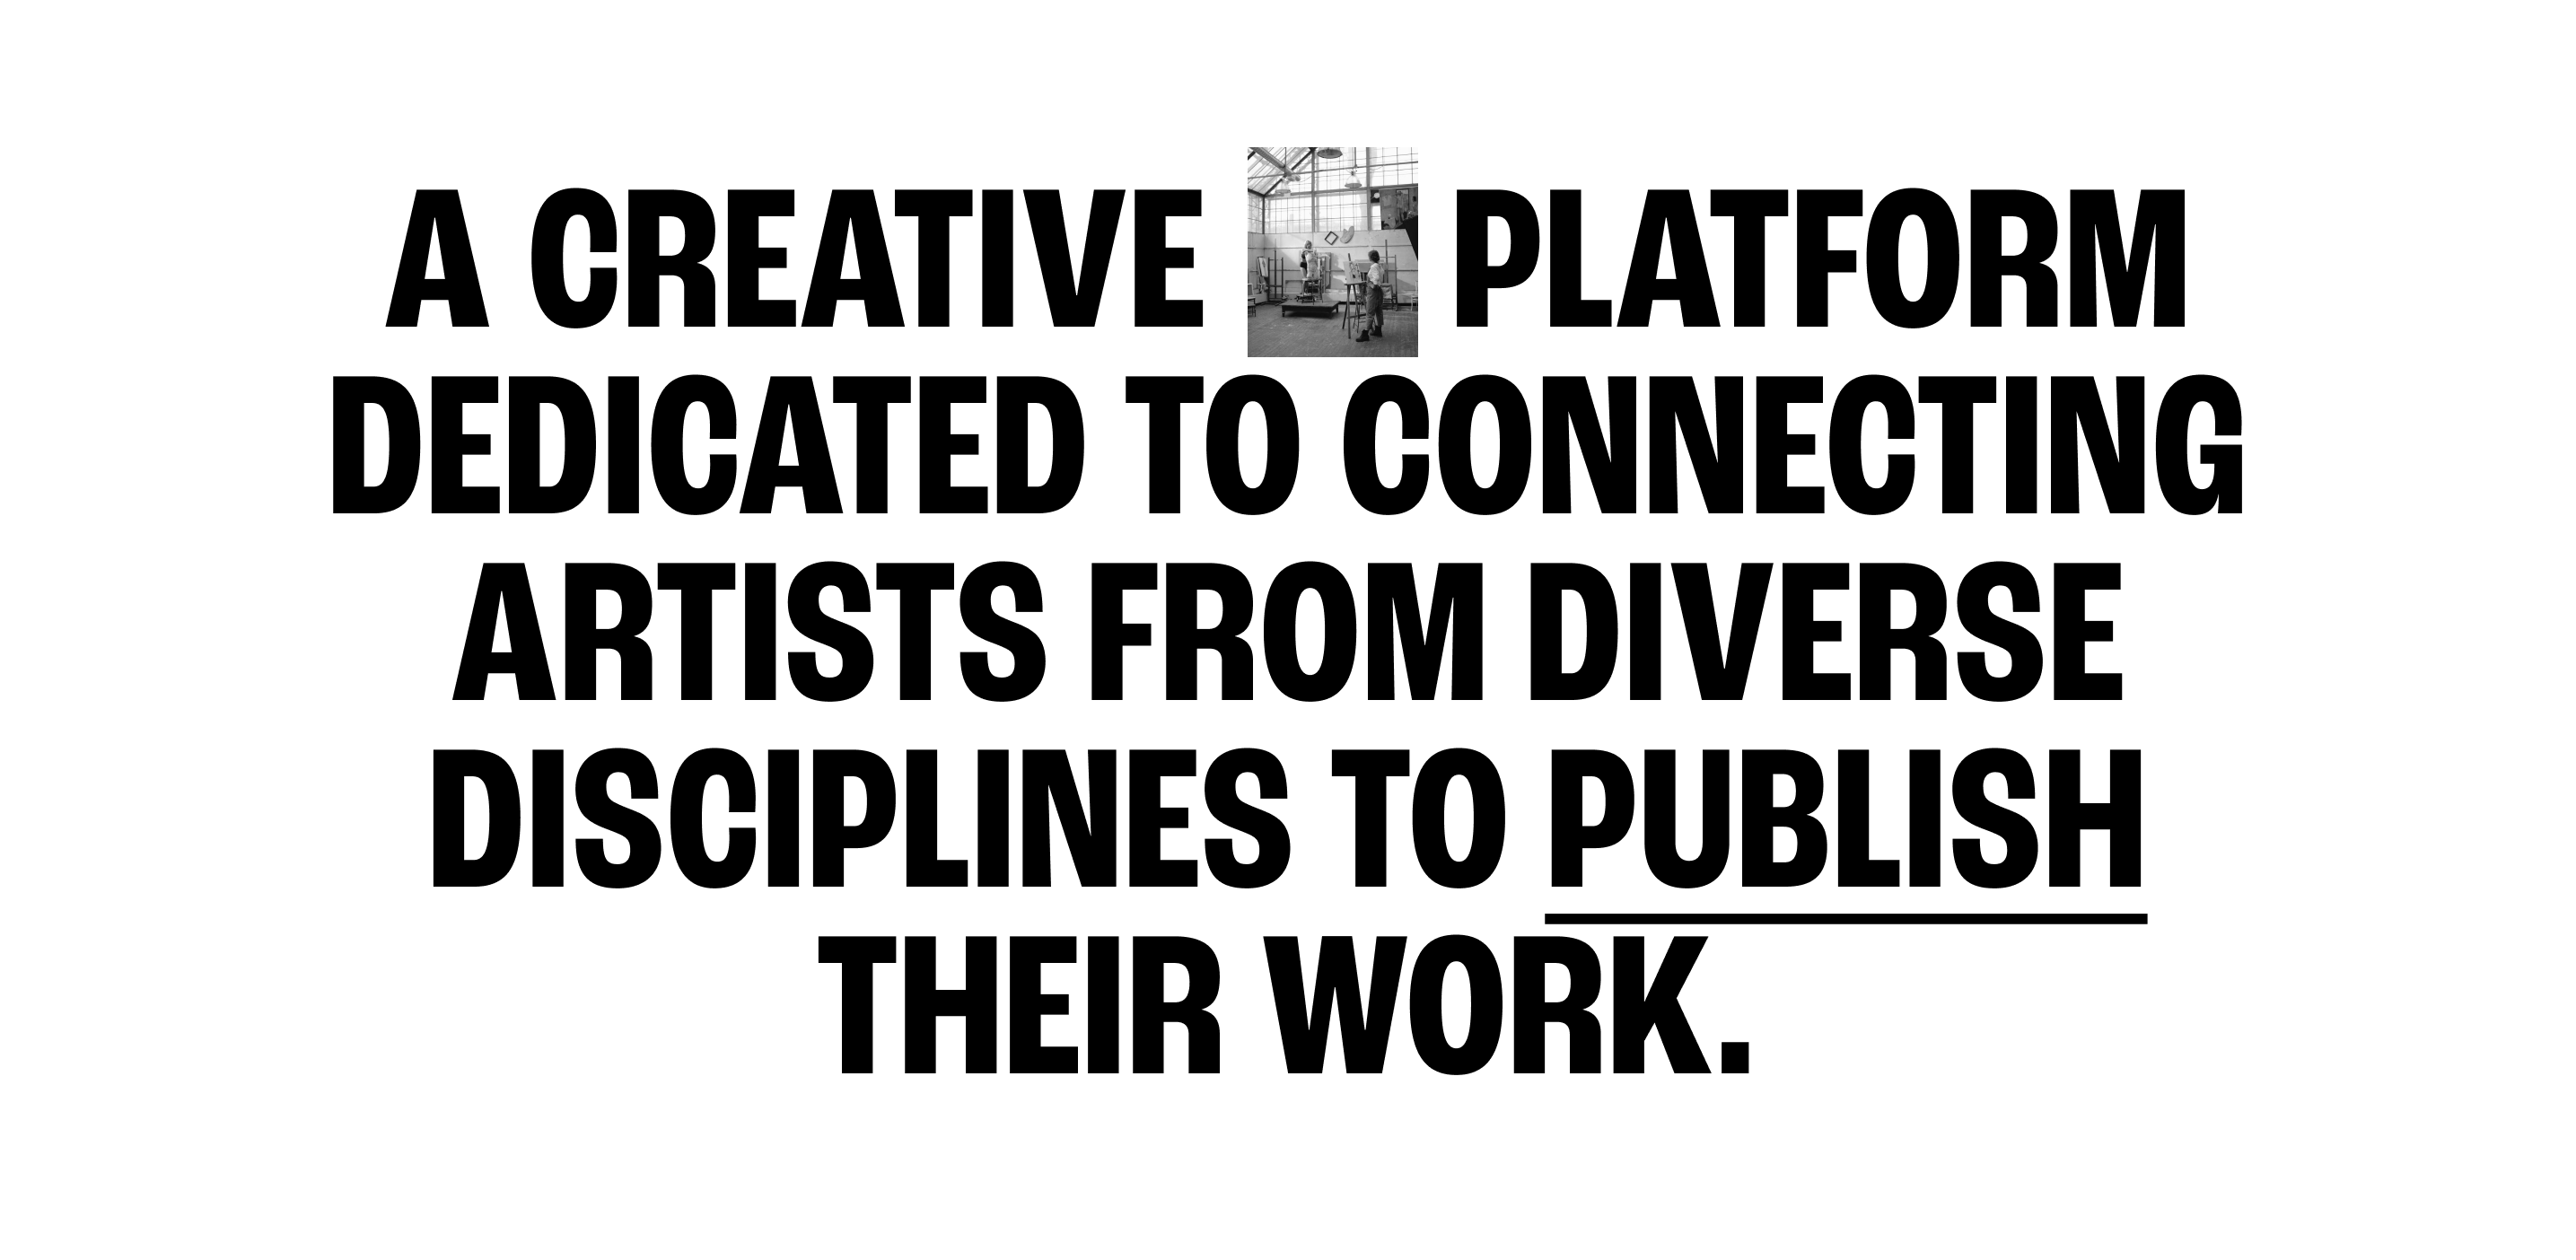 A CREATIVE PLATFORM
DEDICATED TO CONNECTING
ARTISTS FROM DIVERSE
DISCIPLINES TO PUBLISH
THEIR WORK.